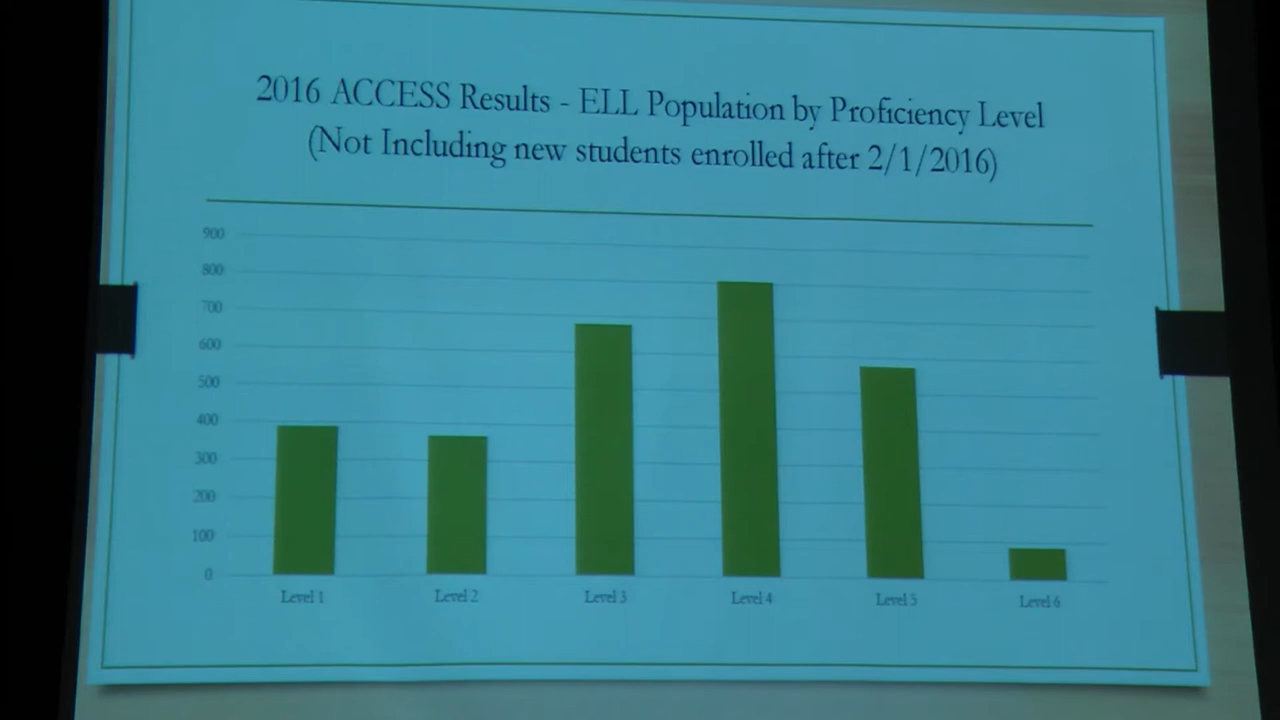 2016 ACCESS Results - ELL Population by Proficiency Level
(Not Including new students enrolled after 2/1/2016)
900
800
700
600
500
400
300
200
100
0
Level 1
Level 2
Level 3
Level 4
Level 5
Level 6